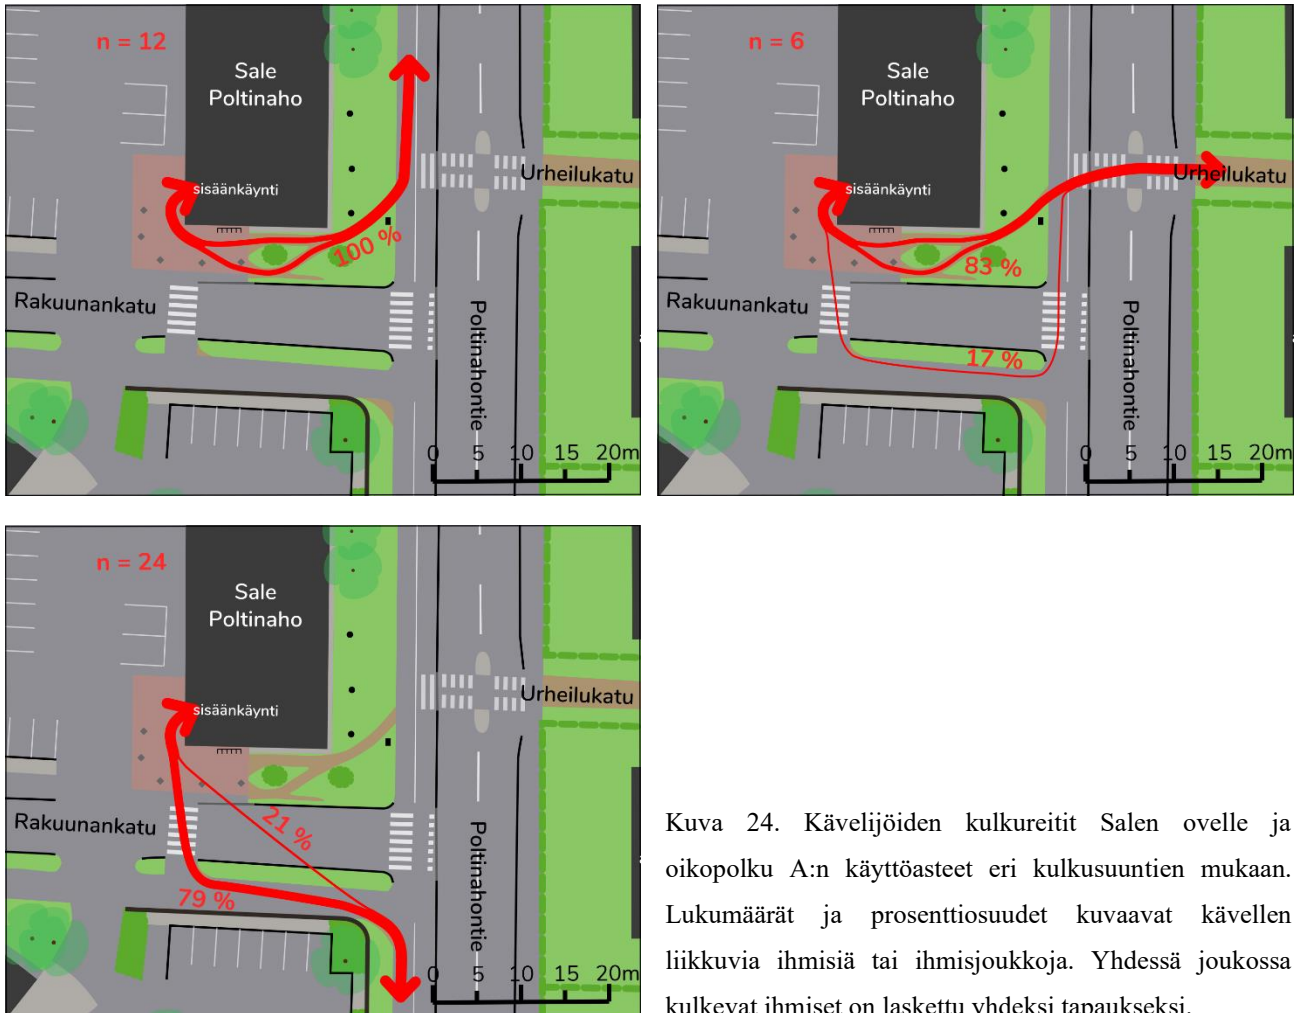 n = 12
Sale
Poltinaho
sisäänkäynti
Urheilukatu
100 %
Rakuunankatu
Poltinahontie
0 5 10 15 20m
n = 6
Sale
Poltinaho
sisäänkäynti
Urheilukatu
83 %
Rakuunankatu
Poltinahontie
17 %
0 5 10 15 20m
n = 24
Sale
Poltinaho
sisäänkäynti
Urheilukatu
Rakuunankatu
21 %
Poltinahontie
79 %
0 5 10 15 20m
Kuva 24. Kävelijöiden kulkureitit Salen ovelle ja
oikopolku A:n käyttöasteet eri kulkusuuntien mukaan.
Lukumäärät ja prosenttiosuudet kuvaavat kävellen
liikkuvia ihmisiä tai ihmisjoukkoja. Yhdessä joukossa
kulkevat ihmiset on laskettu yhdeksi tapaukseksi.